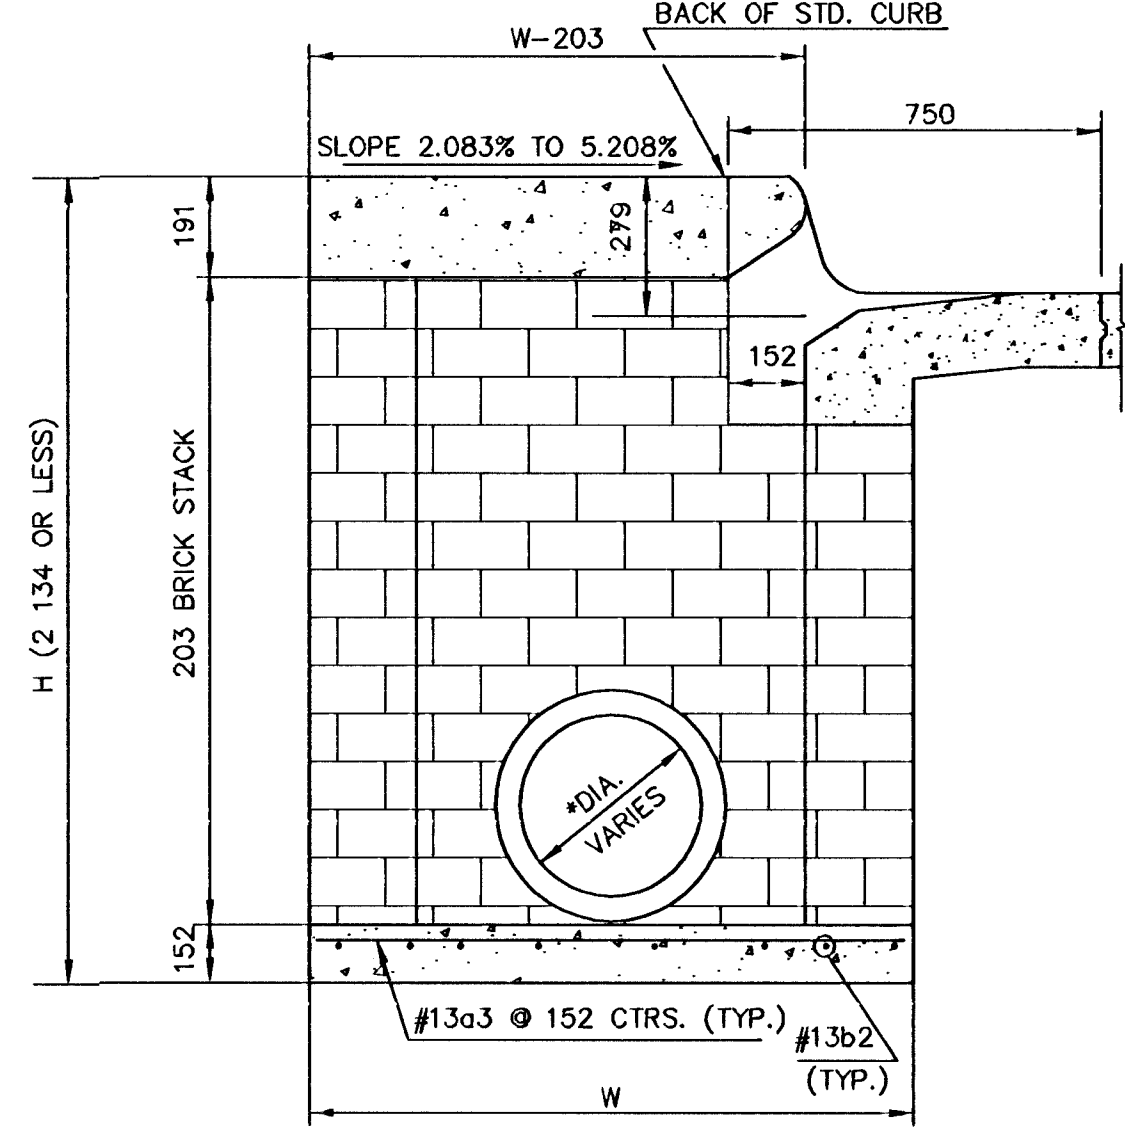 BACK OF STD. CURB
W-203
750
SLOPE 2.083% TO 5.208%
191
279
152
H (2 134 OR LESS)
203 BRICK STACK
*DIA.
VARIES
152
#13a3 @ 152 CTRS. (TYP.)
#13b2
(TYP.)
W